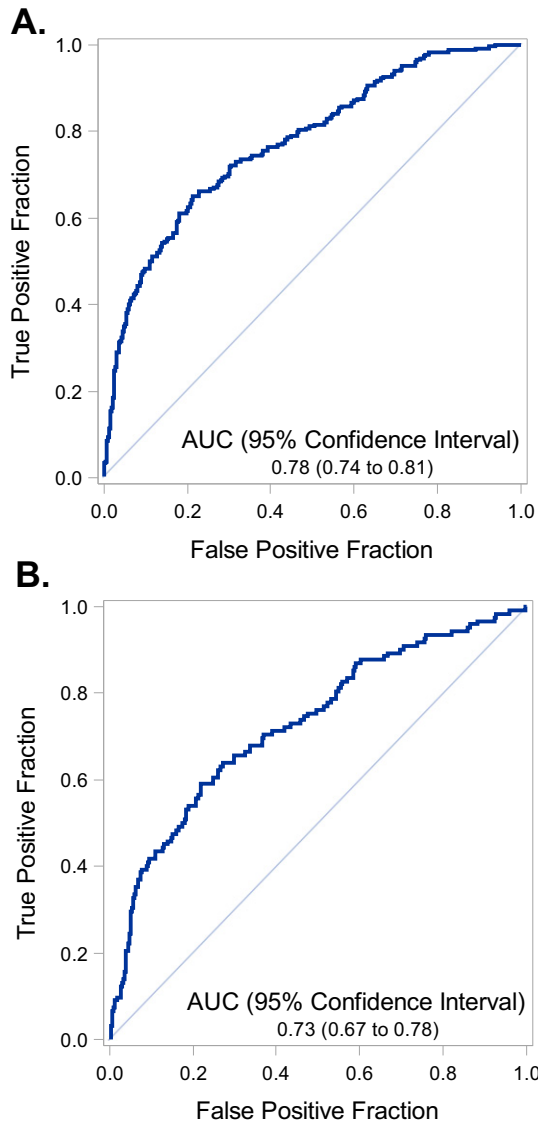 A.
1.0
0.8
0.6
0.4
0.2
0.0
True Positive Fraction
AUC (95% Confidence Interval)
0.78 (0.74 to 0.81)
0.0 0.2 0.4 0.6 0.8 1.0
False Positive Fraction
B.
1.0
0.8
0.6
0.4
0.2
0.0
True Positive Fraction
AUC (95% Confidence Interval)
0.73 (0.67 to 0.78)
0.0 0.2 0.4 0.6 0.8 1.0
False Positive Fraction